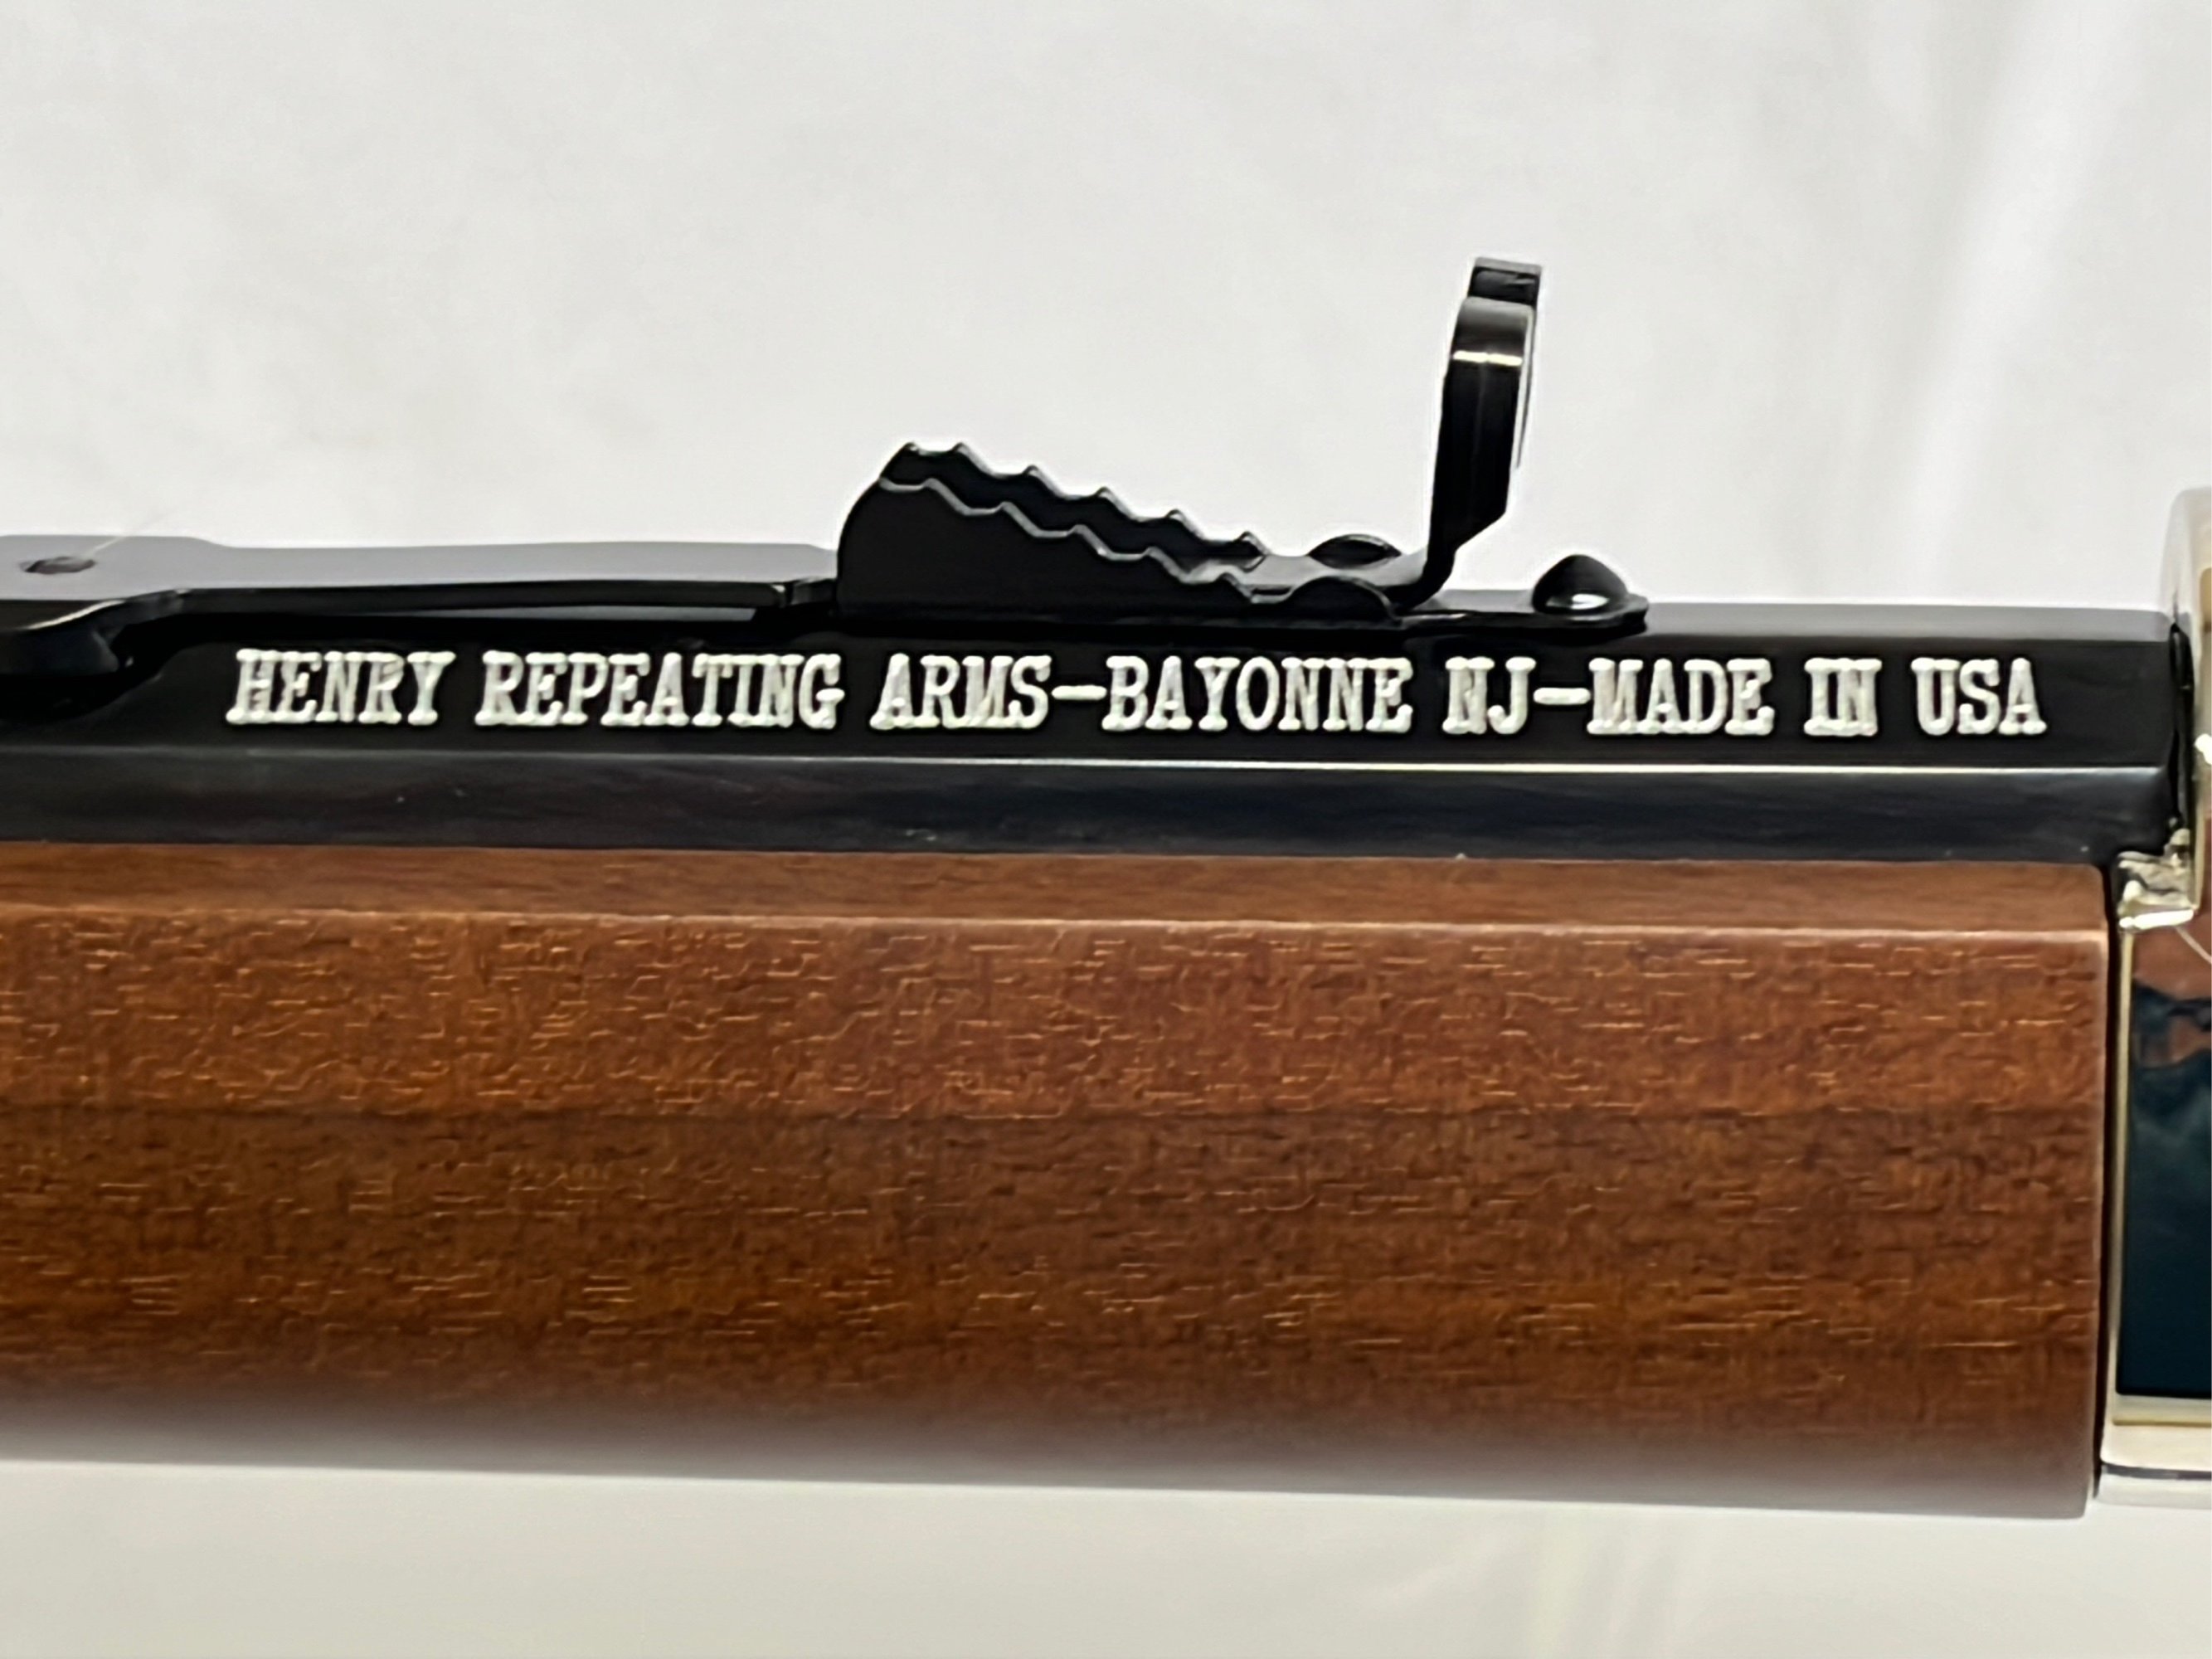 HENRY REPEATING ARMS-BAYONNE NJ-MADE IN USA